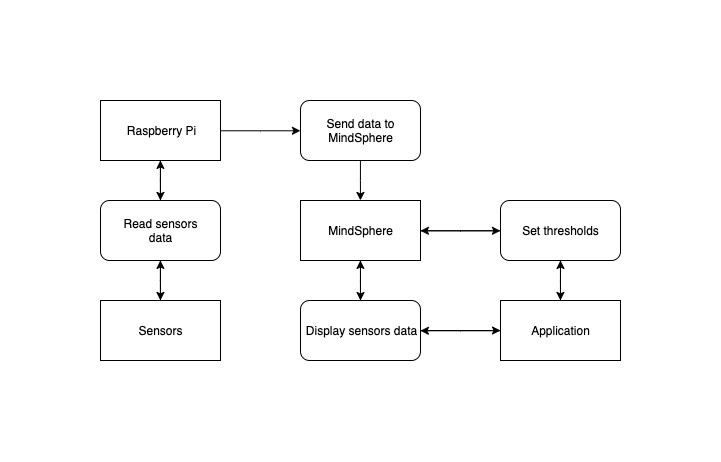 Raspberry Pi
Send data to
MindSphere
Read sensors
data
MindSphere
Set thresholds
Sensors
Display sensors data
Application